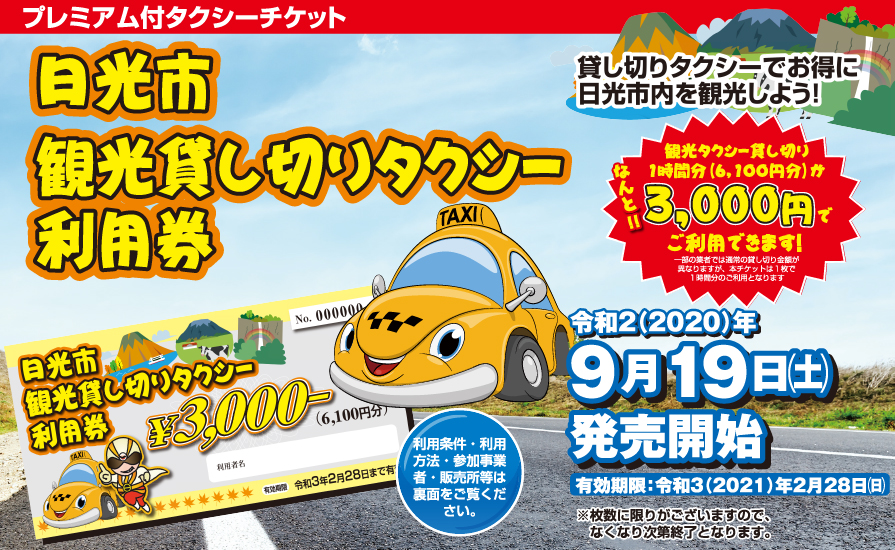 プレミアム付タクシーチケット
日光市
観光貸し切りタクシー
利用券
貸し切りタクシーでお得に
日光市内を観光しよう!
観光タクシー貸し切り
1時間分(6,100円分)が
なんと!!
3,000円で
ご利用できます!
一部の業者では通常の貸し切り金額が
異なりますが、本チケットは1枚で
1時間分のご利用となります
TAXI
No. 000000
日光市
観光貸し切りタクシー
利用券
¥3,000-
(6,100円分)
利用者名
TAXI
有効期限 令和3年2月28日まで有
利用条件・利用
方法・参加事業
者・販売所等は
裏面をご覧くだ
さい。
令和2(2020)年
9月19日(土)
発売開始
有効期限:令和3(2021)年2月28日(日)
※枚数に限りがございますので、
なくなり次第終了となります。